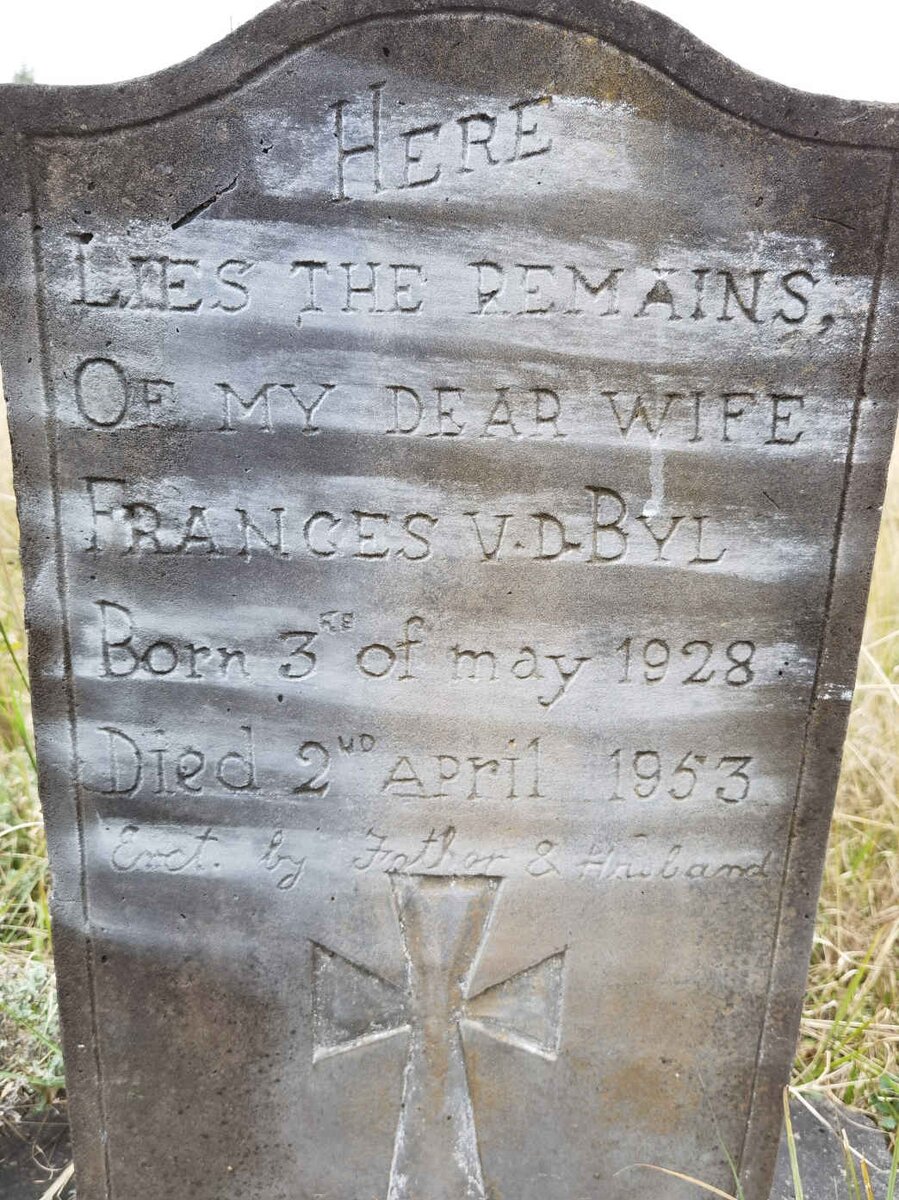 HERE
LIES THE REMAINS,
OF MY DEAR WIFE
FRANCES V.D.BYL
Born 3RD of may 1928
Died 2ND April 1953
Erct. by Father & Husband